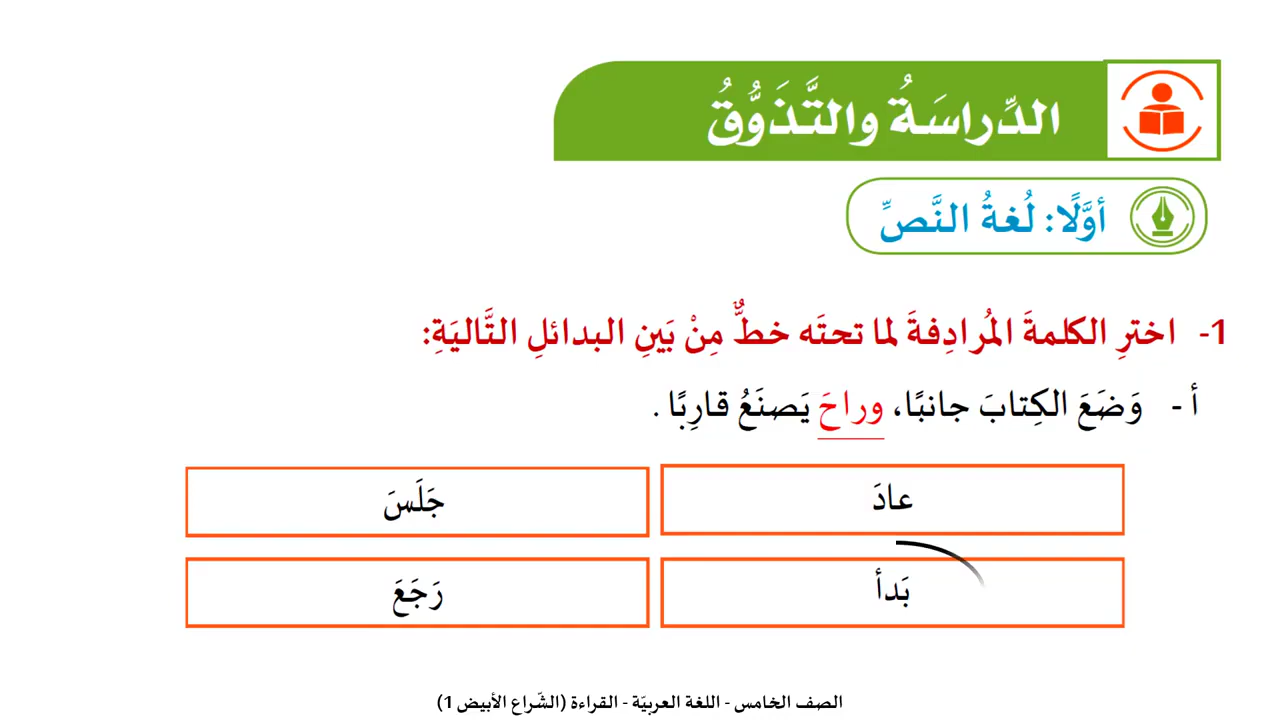 الدِّراسَةُ والتَّذَوُّقُ
أوَّلًا: لُغةُ النَّصِّ
1- اخترِ الكلمةَ المُرادِفةَ لما تحتَه خطٌّ مِنْ بَينِ البدائلِ التَّاليَةِ:
أ - وَضَعَ الكِتابَ جانبًا، وراحَ يَصنَعُ قارِبًا .
عادَ
جَلَسَ
بَدأ
رَجَعَ
الصف الخامس - اللغة العربيّة - القراءة (الشّراع الأبيض 1)